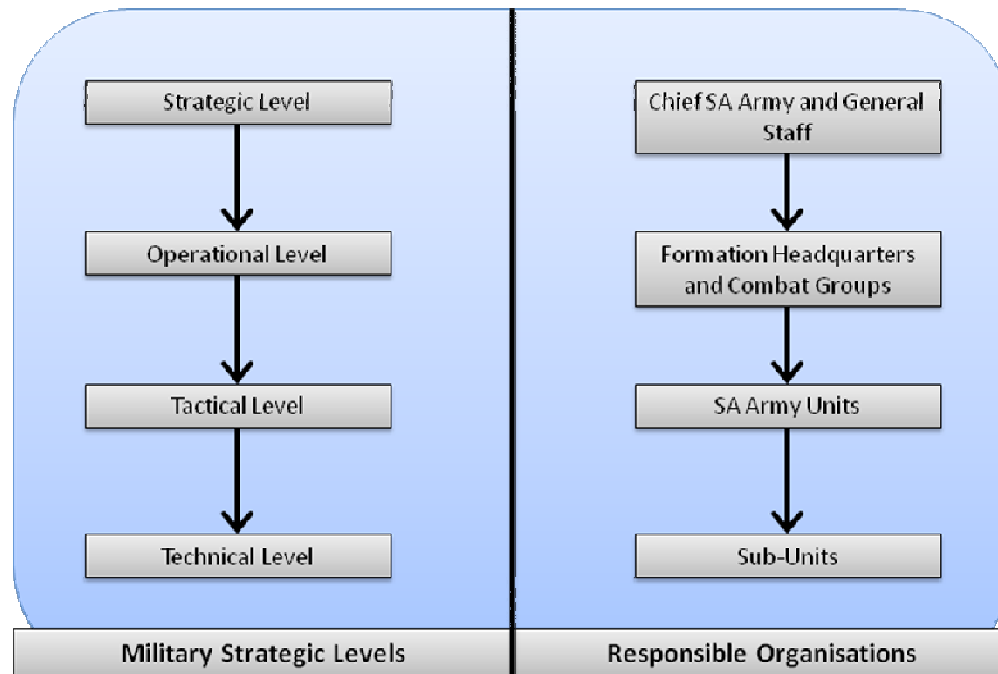 Strategic Level
Operational Level
Tactical Level
Technical Level
Military Strategic Levels
Chief SA Army and General
Staff
Formation Headquarters
and Combat Groups
SA Army Units
Sub-Units
Responsible Organisations